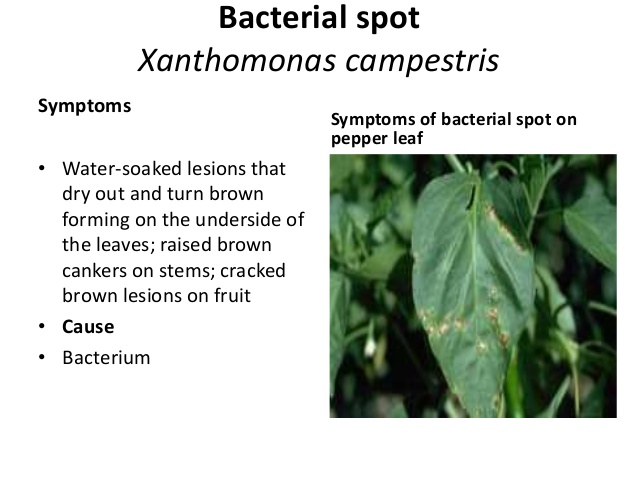 Bacterial spot
Xanthomonas campestris
Symptoms
• Water-soaked lesions that
dry out and turn brown
forming on the underside of
the leaves; raised brown
cankers on stems; cracked
brown lesions on fruit
• Cause
• Bacterium
Symptoms of bacterial spot on
pepper leaf